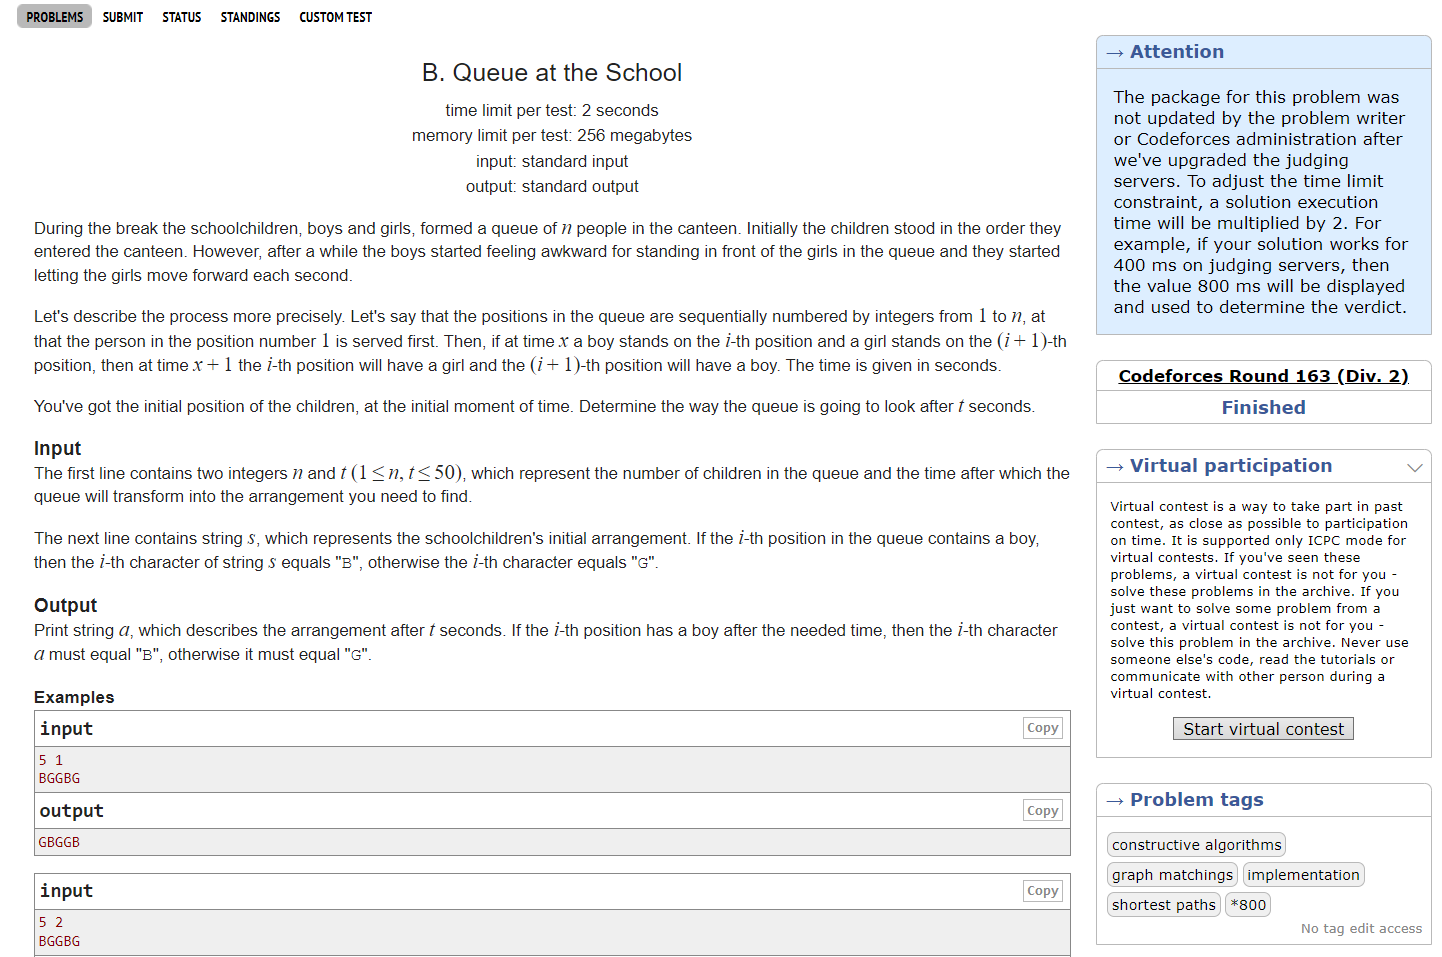 PROBLEMS SUBMIT STATUS STANDINGS CUSTOM TEST
B. Queue at the School
time limit per test: 2 seconds
memory limit per test: 256 megabytes
input: standard input
output: standard output
During the break the schoolchildren, boys and girls, formed a queue of n people in the canteen. Initially the children stood in the order they
entered the canteen. However, after a while the boys started feeling awkward for standing in front of the girls in the queue and they started
letting the girls move forward each second.
Let's describe the process more precisely. Let's say that the positions in the queue are sequentially numbered by integers from 1 to n, at
that the person in the position number 1 is served first. Then, if at time x a boy stands on the i-th position and a girl stands on the (i + 1)-th
position, then at time x + 1 the i-th position will have a girl and the (i + 1)-th position will have a boy. The time is given in seconds.
You've got the initial position of the children, at the initial moment of time. Determine the way the queue is going to look after t seconds.
Input
The first line contains two integers n and t (1 ≤ n, t ≤ 50), which represent the number of children in the queue and the time after which the
queue will transform into the arrangement you need to find.
The next line contains string s, which represents the schoolchildren's initial arrangement. If the i-th position in the queue contains a boy,
then the i-th character of string s equals "B", otherwise the i-th character equals "G".
Output
Print string a, which describes the arrangement after t seconds. If the i-th position has a boy after the needed time, then the i-th character
a must equal "B", otherwise it must equal "G".
Examples
input Copy
5 1
BGGBG
output Copy
GBGGB
input Copy
5 2
BGGBG
→ Attention
The package for this problem was
not updated by the problem writer
or Codeforces administration after
we've upgraded the judging
servers. To adjust the time limit
constraint, a solution execution
time will be multiplied by 2. For
example, if your solution works for
400 ms on judging servers, then
the value 800 ms will be displayed
and used to determine the verdict.
Codeforces Round 163 (Div. 2)
Finished
→ Virtual participation
Virtual contest is a way to take part in past
contest, as close as possible to participation
on time. It is supported only ICPC mode for
virtual contests. If you've seen these
problems, a virtual contest is not for you -
solve these problems in the archive. If you
just want to solve some problem from a
contest, a virtual contest is not for you -
solve this problem in the archive. Never use
someone else's code, read the tutorials or
communicate with other person during a
virtual contest.
Start virtual contest
→ Problem tags
constructive algorithms
graph matchings implementation
shortest paths *800
No tag edit access